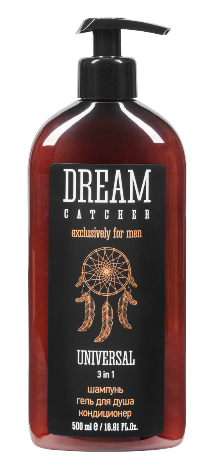 DREAM
CATCHER
exclusively for men
UNIVERSAL
3 in 1
шампунь
гель для душа
кондиционер
500 ml ℮ / 16.91 FL.Oz.